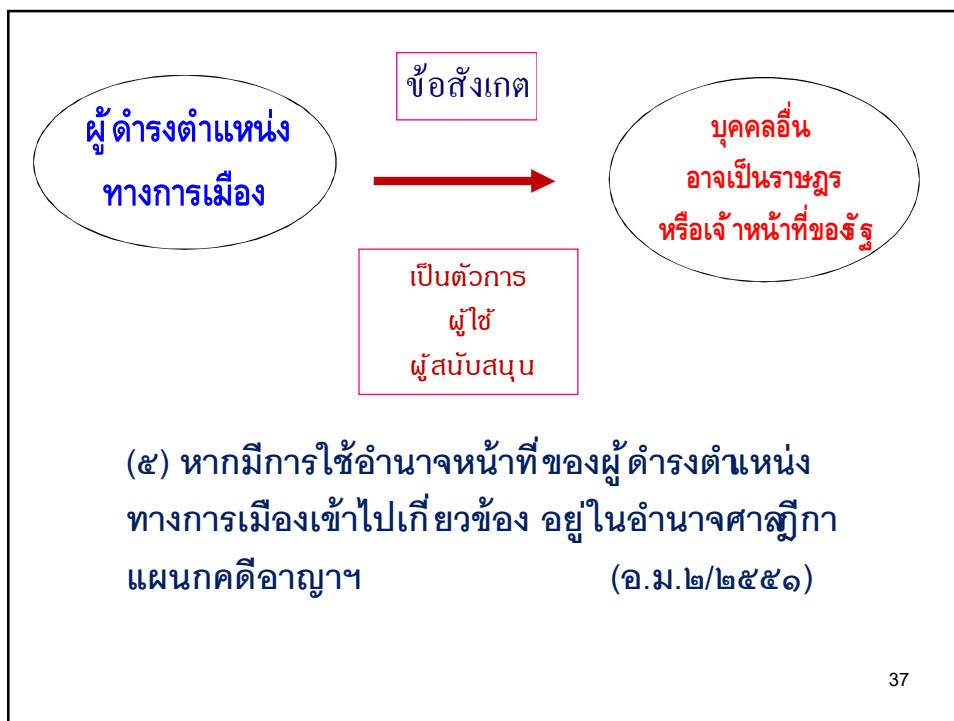 ข้อสังเกต
ผู้ดำรงตำแหน่ง
ทางการเมือง
บุคคลอื่น
อาจเป็นราษฎร
หรือเจ้าหน้าที่ของรัฐ
เป็นตัวการ
ผู้ใช้
ผู้สนับสนุน
(๕) หากมีการใช้อำนาจหน้าที่ของผู้ดำรงตำแหน่ง
ทางการเมืองเข้าไปเกี่ยวข้อง อยู่ในอำนาจศาลฎีกา
แผนกคดีอาญาฯ (อ.ม.๒/๒๕๕๑)
37